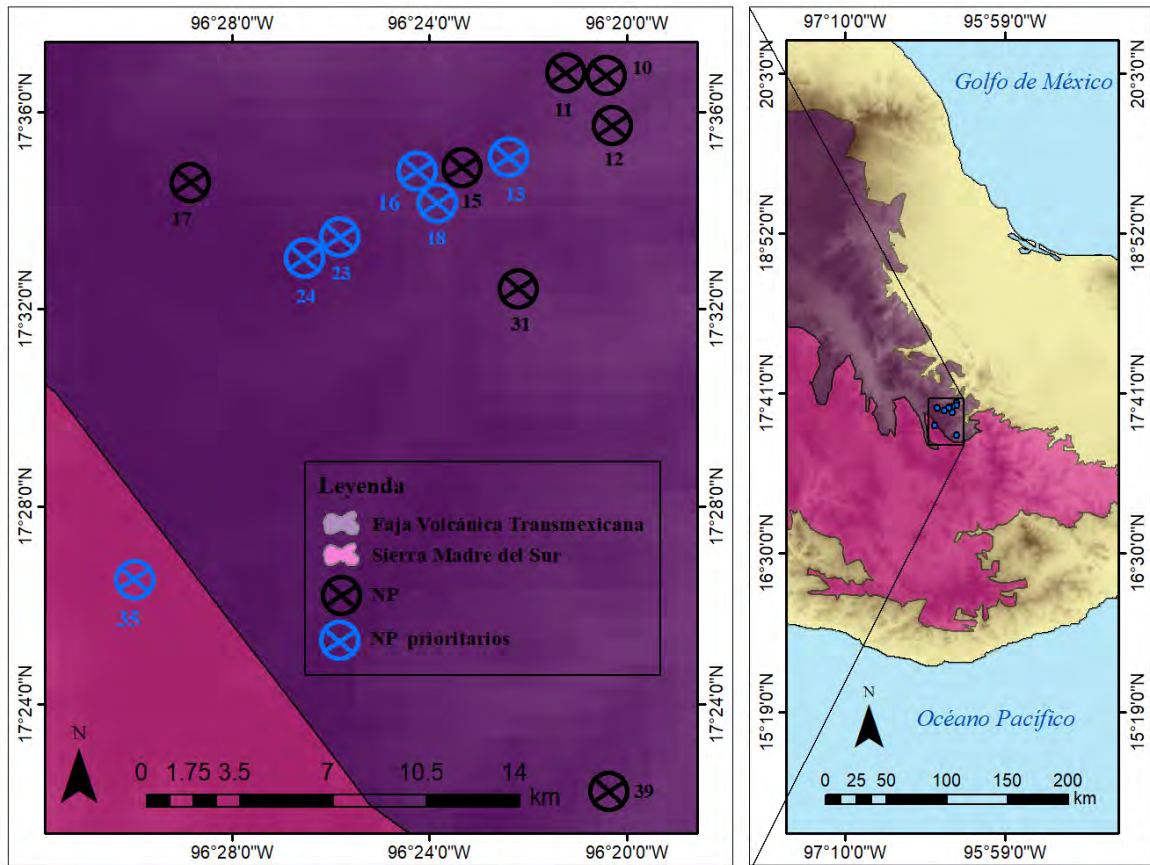 96°28'0"W 96°24'0"W 96°20'0"W
17°36'0"N
17°32'0"N
17°28'0"N
17°24'0"N
10
11
12
13
15
16
17
18
23
24
31
35
39
Leyenda
Faja Volcánica Transmexicana
Sierra Madre del Sur
NP
NP prioritarios
N
0 1.75 3.5 7 10.5 14
km
17°36'0"N
17°32'0"N
17°28'0"N
17°24'0"N
96°28'0"W 96°24'0"W 96°20'0"W
97°10'0"W 95°59'0"W
20°3'0"N
18°52'0"N
17°41'0"N
16°30'0"N
15°19'0"N
Golfo de México
Océano Pacífico
N
0 25 50 100 150 200
km
20°3'0"N
18°52'0"N
17°41'0"N
16°30'0"N
15°19'0"N
97°10'0"W 95°59'0"W